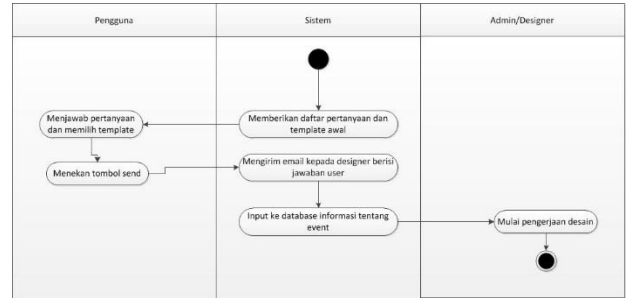 Pengguna
Sistem
Admin/Designer
Memberikan daftar pertanyaan dan
template awal
Menjawab pertanyaan
dan memilih template
Menekan tombol send
Mengirim email kepada designer berisi
jawaban user
Input ke database informasi tentang
event
Mulai pengerjaan desain